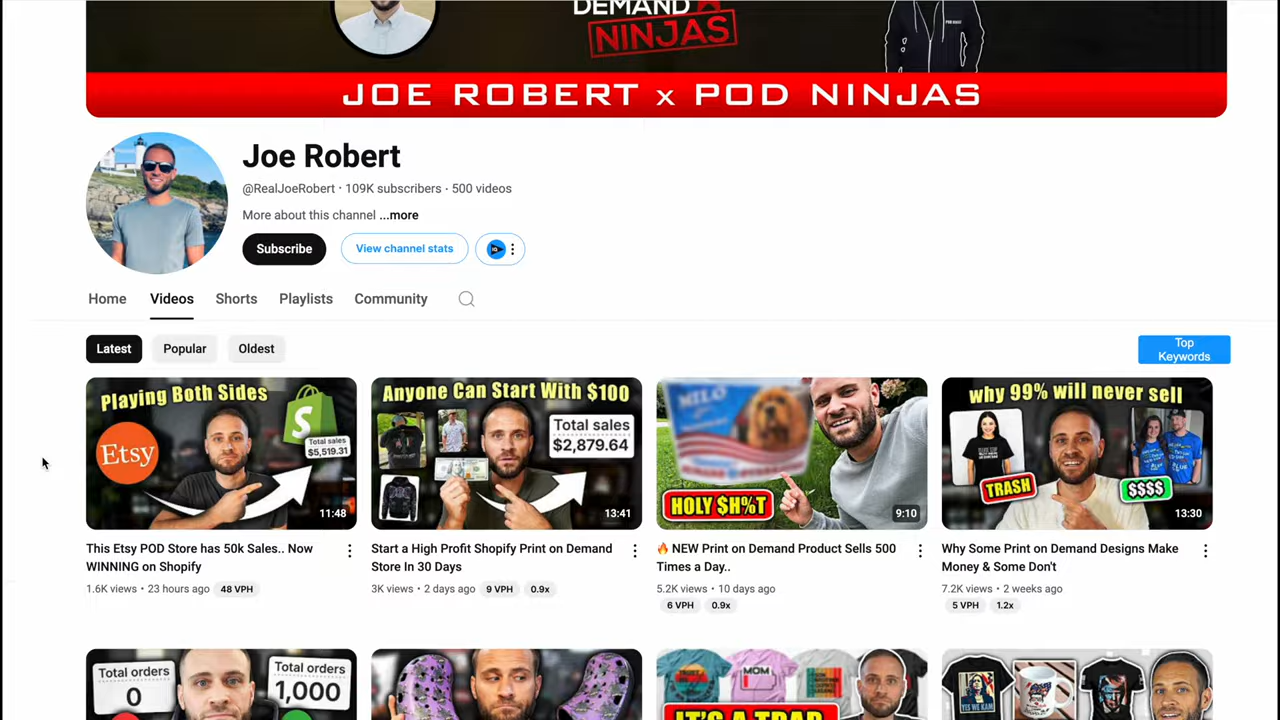 DEMAND
NINJAS
JOE ROBERT x POD NINJAS
Joe Robert
@RealJoeRobert · 109K subscribers · 500 videos
More about this channel ...more
Subscribe
View channel stats
Home
Videos
Shorts
Playlists
Community
Latest
Popular
Oldest
Top
Keywords
Playing Both Sides
Etsy
Total sales
$5,519.31
11:48
Anyone Can Start With $100
Total sales
$2,879.64
13:41
MILO
HOLY $H%T
9:10
why 99% will never sell
TRASH
$$$$
13:30
This Etsy POD Store has 50k Sales.. Now
WINNING on Shopify
1.6K views · 23 hours ago
48 VPH
Start a High Profit Shopify Print on Demand
Store In 30 Days
3K views · 2 days ago
9 VPH
0.9x
🔥 NEW Print on Demand Product Sells 500
Times a Day..
5.2K views · 10 days ago
6 VPH
0.9x
Why Some Print on Demand Designs Make
Money & Some Don't
7.2K views · 2 weeks ago
5 VPH
1.2x
Total orders
0
Total orders
1,000
MOM
IT'S A TRAP
YES WE KAM